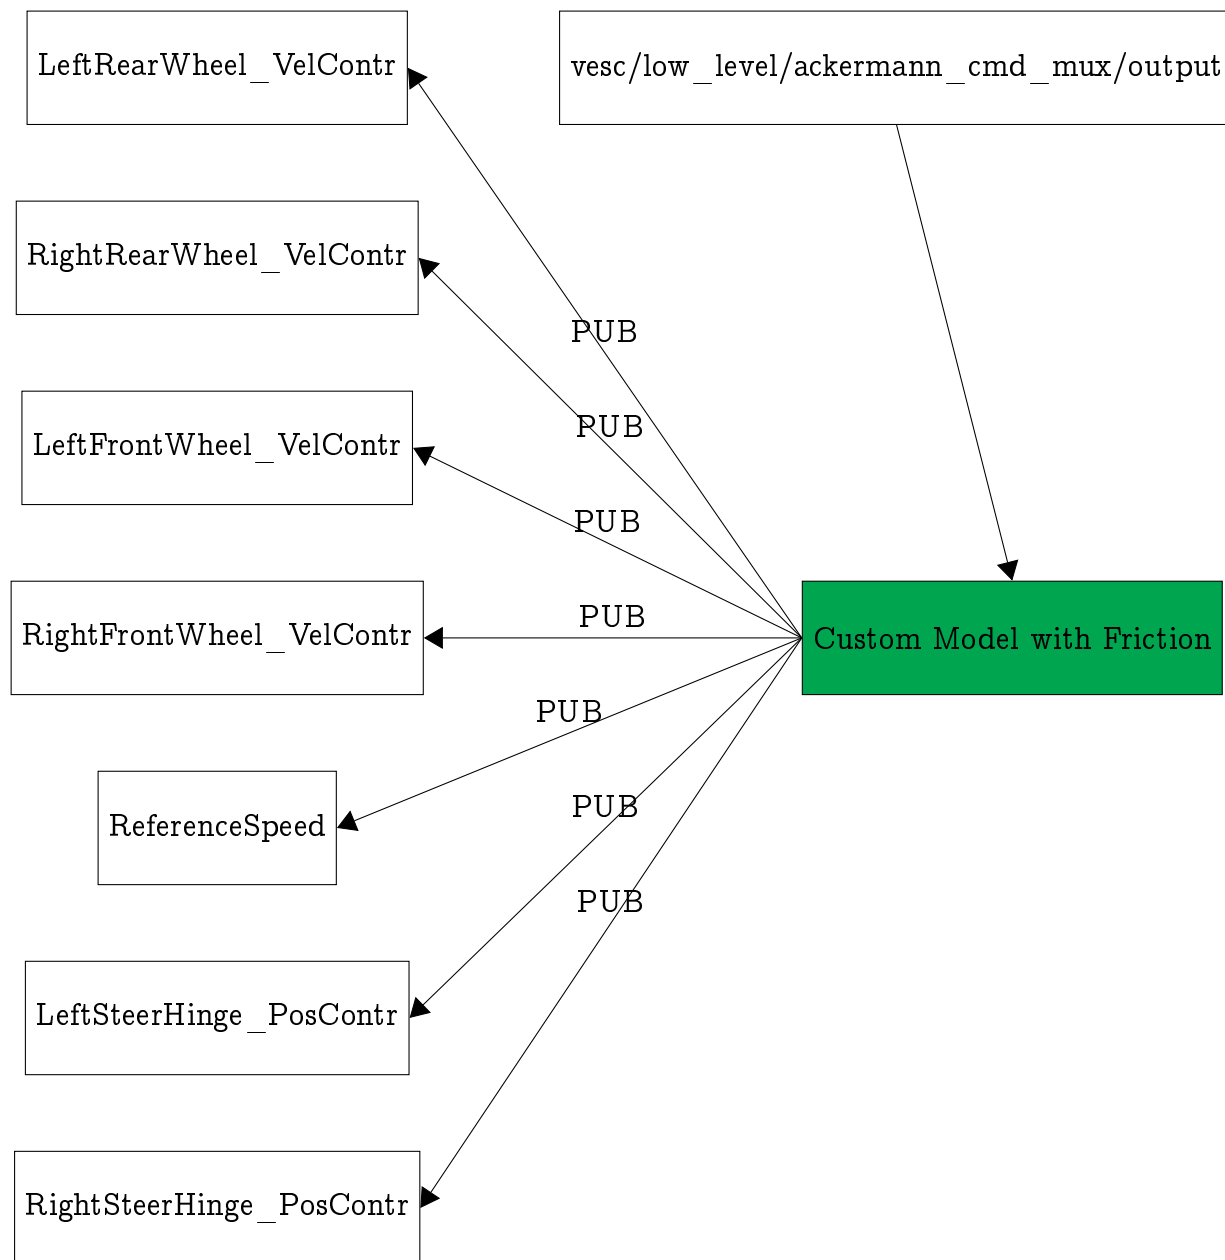 LeftRearWheel_VelContr
vesc/low_level/ackermann_cmd_mux/output
RightRearWheel_VelContr
PUB
PUB
LeftFrontWheel_VelContr
PUB
PUB
RightFrontWheel_VelContr
Custom Model with Friction
PUB
PUB
ReferenceSpeed
PUB
LeftSteerHinge_PosContr
RightSteerHinge_PosContr